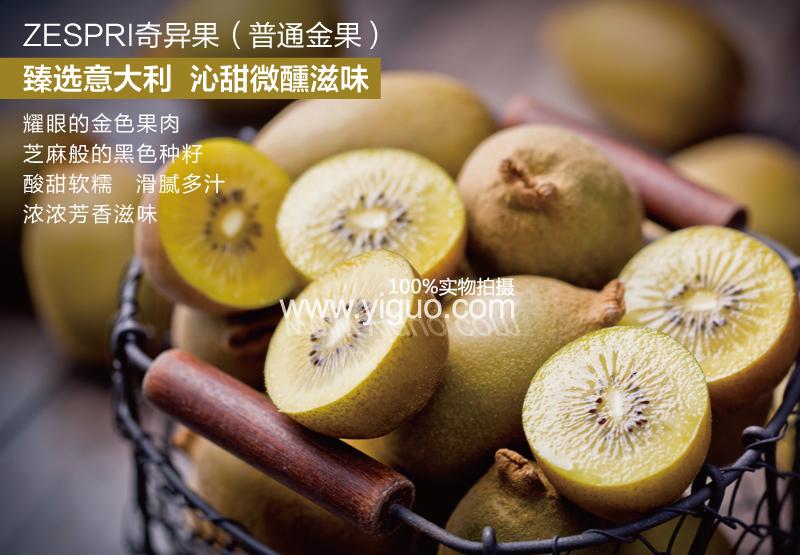 ZESPRI奇异果（普通金果）
臻选意大利 沁甜微醺滋味
耀眼的金色果肉
芝麻般的黑色种籽
酸甜软糯 滑腻多汁
浓浓芳香滋味
100%实物拍摄
www.yiguo.com